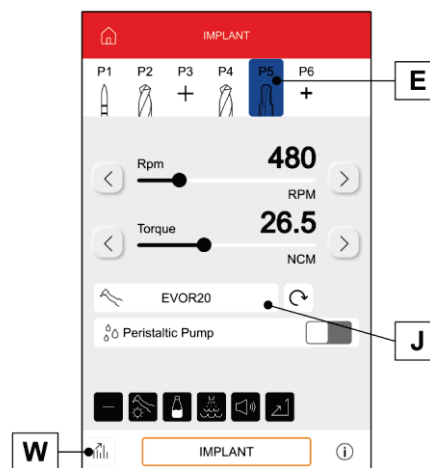 IMPLANT
P1 P2 P3 P4 P5 P6
E
Rpm 480
RPM
Torque 26.5
NCM
EVOR20
Peristaltic Pump
J
W
IMPLANT